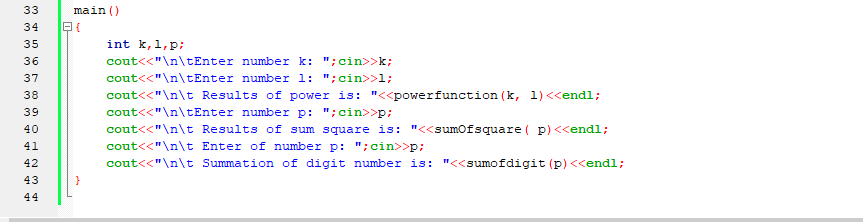 33 main()
34 {
35 int k,l,p;
36 cout<<"\n\tEnter number k: ";cin>>k;
37 cout<<"\n\tEnter number l: ";cin>>l;
38 cout<<"\n\t Results of power is: "<<powerfunction(k, l)<<endl;
39 cout<<"\n\tEnter number p: ";cin>>p;
40 cout<<"\n\t Results of sum square is: "<<sumOfsquare( p)<<endl;
41 cout<<"\n\t Enter of number p: ";cin>>p;
42 cout<<"\n\t Summation of digit number is: "<<sumofdigit(p)<<endl;
43 }
44